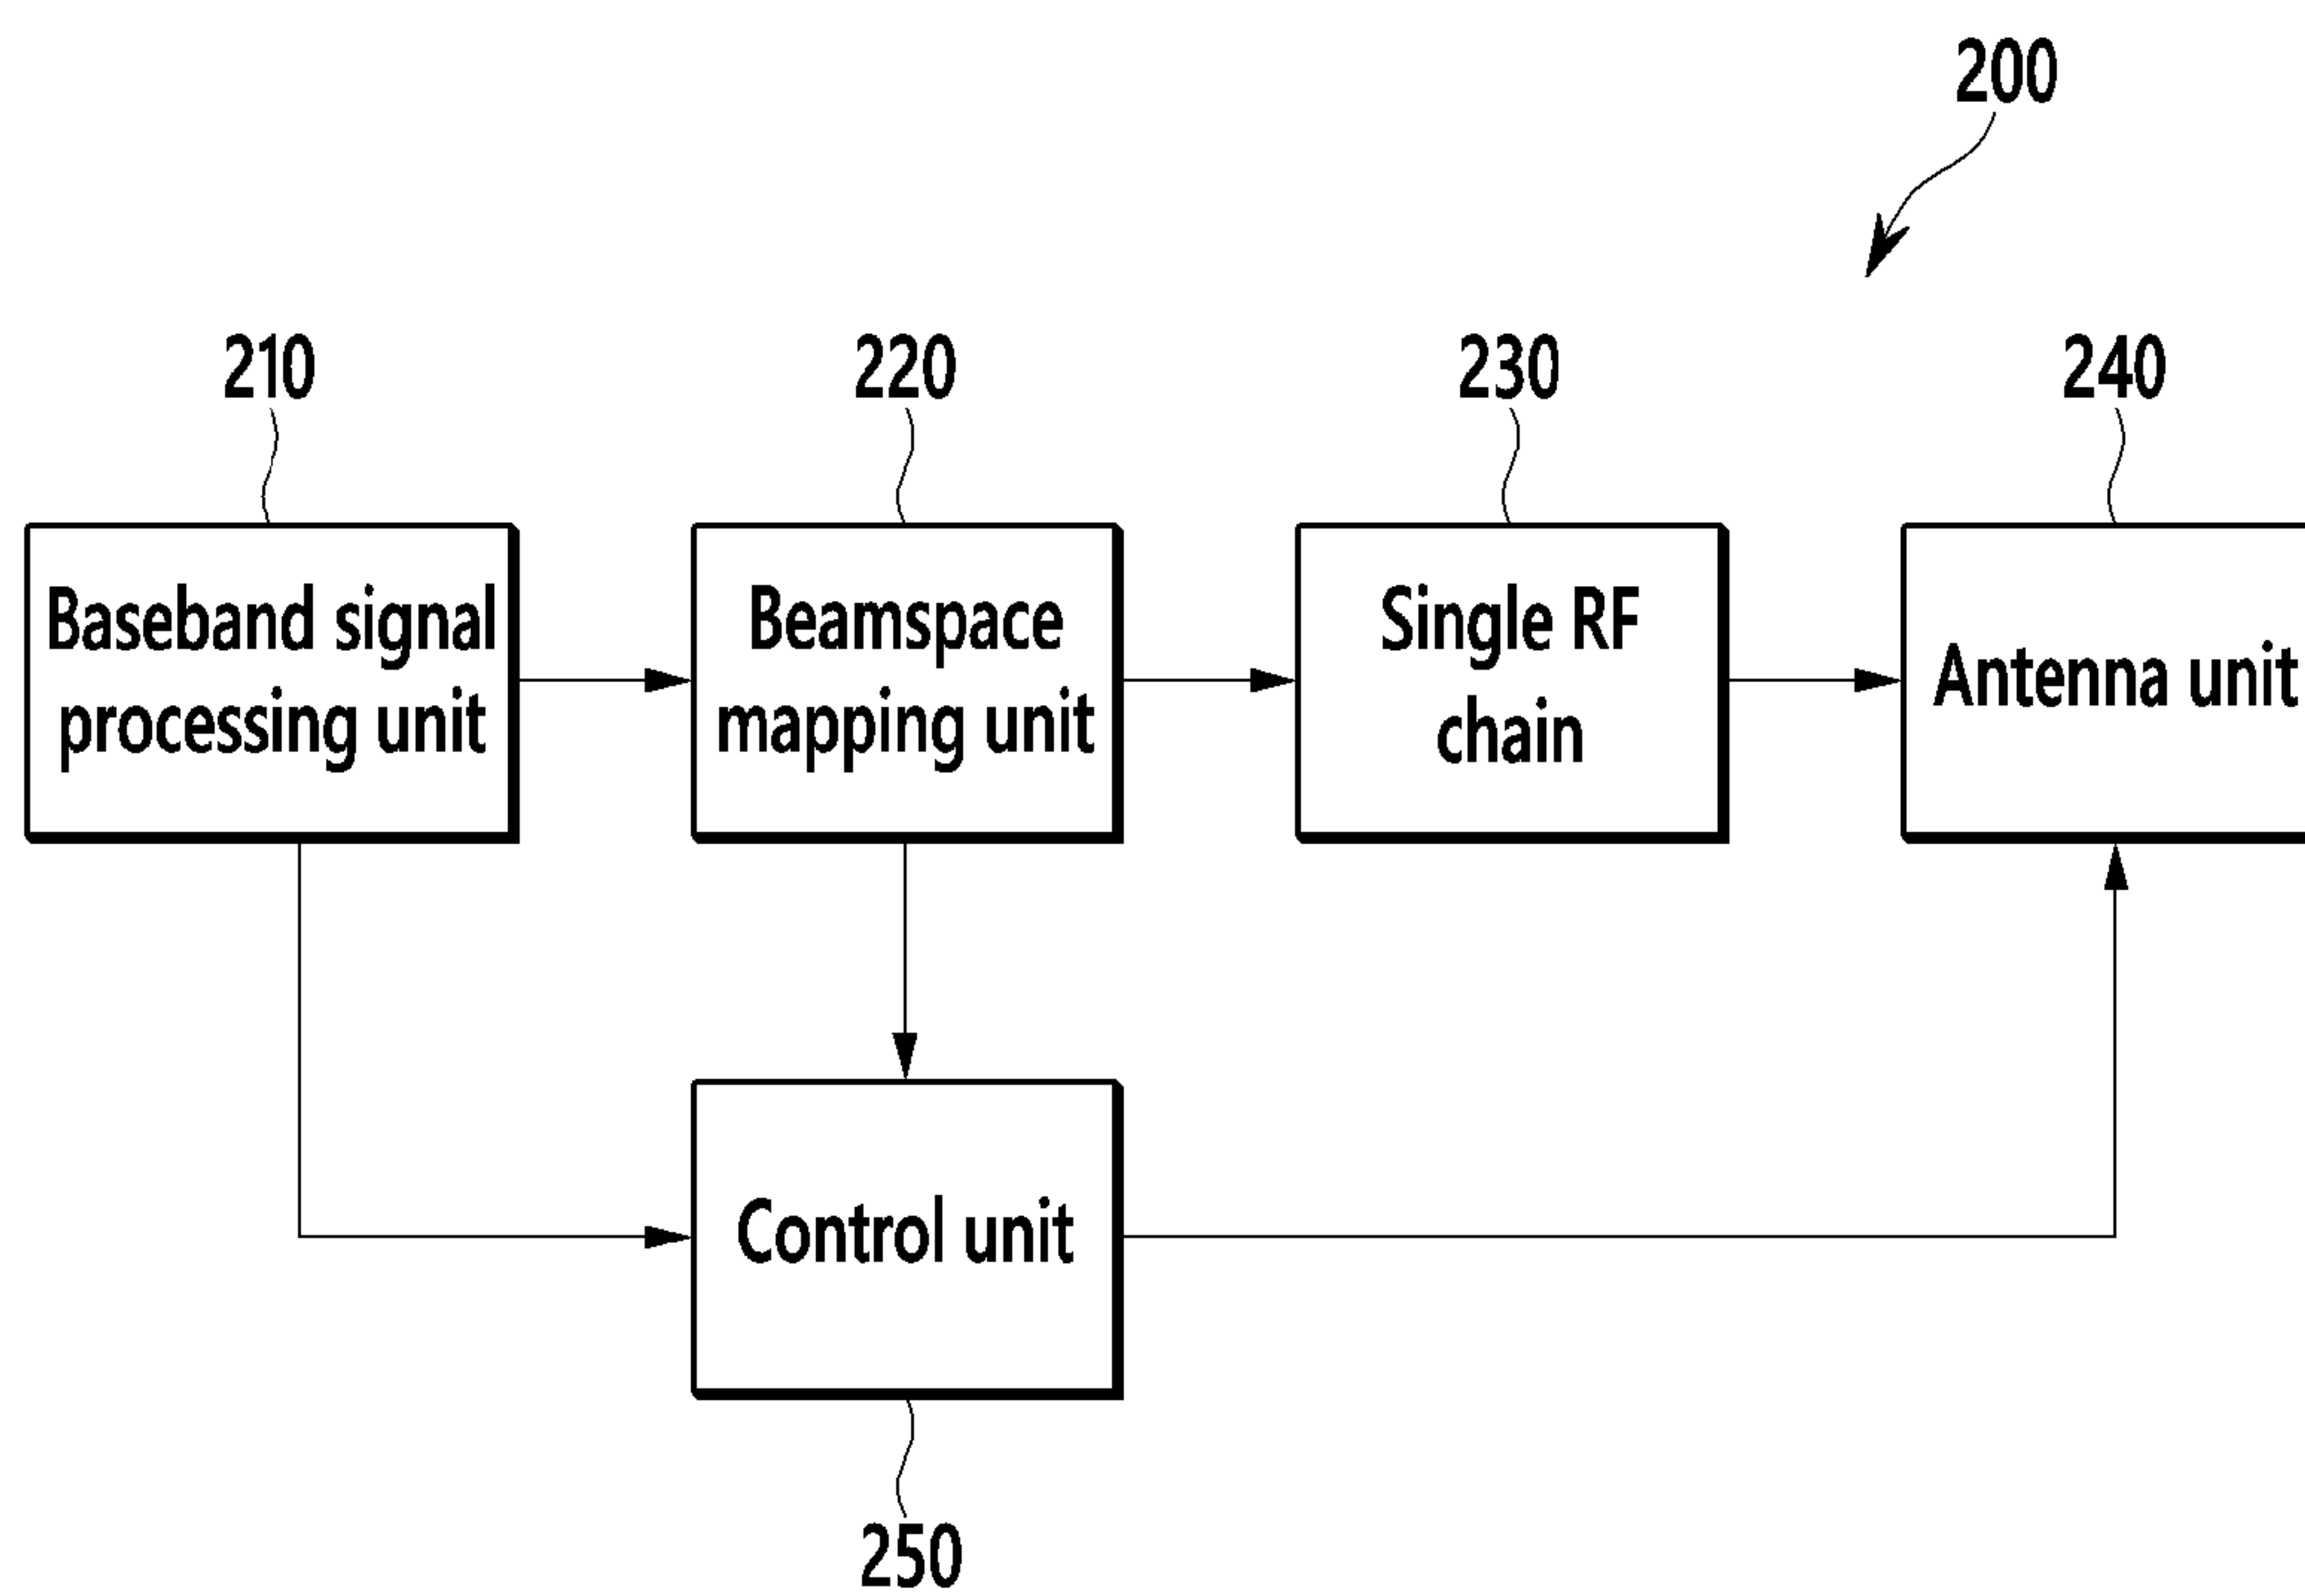 200
210
220
230
240
Baseband signal
processing unit
Beamspace
mapping unit
Single RF
chain
Antenna unit
Control unit
250